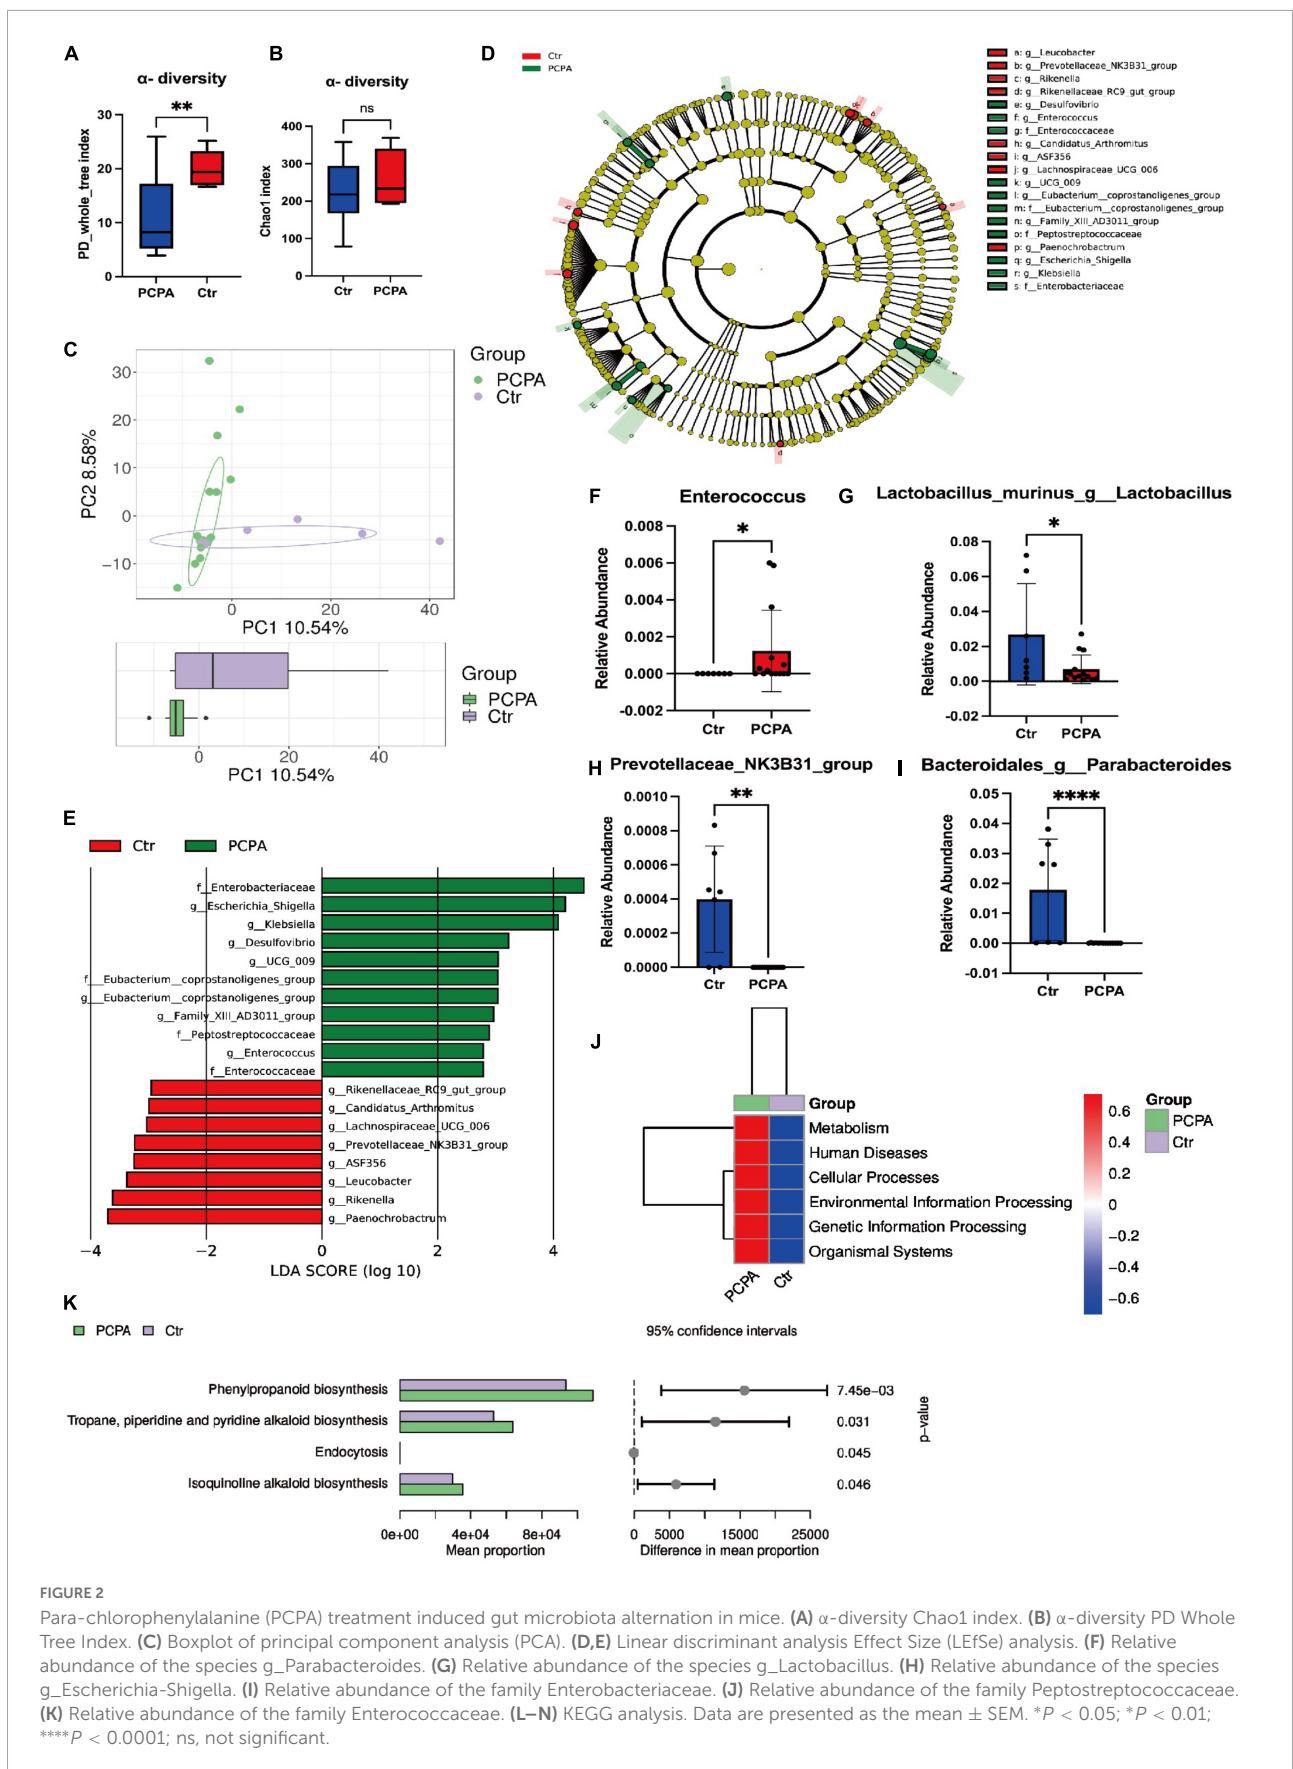 A
α- diversity
**
PD_whole_tree index
30
20
10
0
PCPA
Ctr
B
α- diversity
ns
Chao1 index
400
300
200
100
0
Ctr
PCPA
C
PC2 8.58%
30
20
10
0
−10
0
20
40
PC1 10.54%
Group
PCPA
Ctr
0
20
40
PC1 10.54%
Group
PCPA
Ctr
D
Ctr
PCPA
a: g__Leucobacter
b: g__Prevotellaceae_NK3B31_group
c: g__Rikenella
d: g__Rikenellaceae_RC9_gut_group
e: g__Desulfovibrio
f: g__Enterococcus
g: f__Enterococcaceae
h: g__Candidatus_Arthromitus
i: g__ASF356
j: g__Lachnospiraceae_UCG_006
k: g__UCG_009
l: g___Eubacterium__coprostanoligenes_group
m: f___Eubacterium__coprostanoligenes_group
n: g__Family_XIII_AD3011_group
o: f__Peptostreptococcaceae
p: g__Paenochrobactrum
q: g__Escherichia_Shigella
r: g__Klebsiella
s: f__Enterobacteriaceae
E
Ctr
PCPA
f__Enterobacteriaceae
g__Escherichia_Shigella
g__Klebsiella
g__Desulfovibrio
g__UCG_009
f___Eubacterium__coprostanoligenes_group
g___Eubacterium__coprostanoligenes_group
g__Family_XIII_AD3011_group
f__Peptostreptococcaceae
g__Enterococcus
f__Enterococcaceae
g__Rikenellaceae_RC9_gut_group
g__Candidatus_Arthromitus
g__Lachnospiraceae_UCG_006
g__Prevotellaceae_NK3B31_group
g__ASF356
g__Leucobacter
g__Rikenella
g__Paenochrobactrum
−4
−2
0
2
4
LDA SCORE (log 10)
F
Enterococcus
*
Relative Abundance
0.008
0.006
0.004
0.002
0.000
-0.002
Ctr
PCPA
G
Lactobacillus_murinus_g__Lactobacillus
*
Relative Abundance
0.08
0.06
0.04
0.02
0.00
-0.02
Ctr
PCPA
H
Prevotellaceae_NK3B31_group
**
Relative Abundance
0.0010
0.0008
0.0006
0.0004
0.0002
0.0000
Ctr
PCPA
I
Bacteroidales_g__Parabacteroides
****
Relative Abundance
0.05
0.04
0.03
0.02
0.01
0.00
-0.01
Ctr
PCPA
J
Group
Metabolism
Human Diseases
Cellular Processes
Environmental Information Processing
Genetic Information Processing
Organismal Systems
PCPA
Ctr
0.6
0.4
0.2
0
−0.2
−0.4
−0.6
Group
PCPA
Ctr
K
PCPA
Ctr
95% confidence intervals
Phenylpropanoid biosynthesis
Tropane, piperidine and pyridine alkaloid biosynthesis
Endocytosis
Isoquinoline alkaloid biosynthesis
0e+00
4e+04
8e+04
Mean proportion
7.45e−03
0.031
0.045
0.046
p−value
0
5000
15000
25000
Difference in mean proportion
FIGURE 2
Para-chlorophenylalanine (PCPA) treatment induced gut microbiota alternation in mice. (A) α-diversity Chao1 index. (B) α-diversity PD Whole
Tree Index. (C) Boxplot of principal component analysis (PCA). (D,E) Linear discriminant analysis Effect Size (LEfSe) analysis. (F) Relative
abundance of the species g_Parabacteroides. (G) Relative abundance of the species g_Lactobacillus. (H) Relative abundance of the species
g_Escherichia-Shigella. (I) Relative abundance of the family Enterobacteriaceae. (J) Relative abundance of the family Peptostreptococcaceae.
(K) Relative abundance of the family Enterococcaceae. (L–N) KEGG analysis. Data are presented as the mean ± SEM. *P < 0.05; *P < 0.01;
****P < 0.0001; ns, not significant.